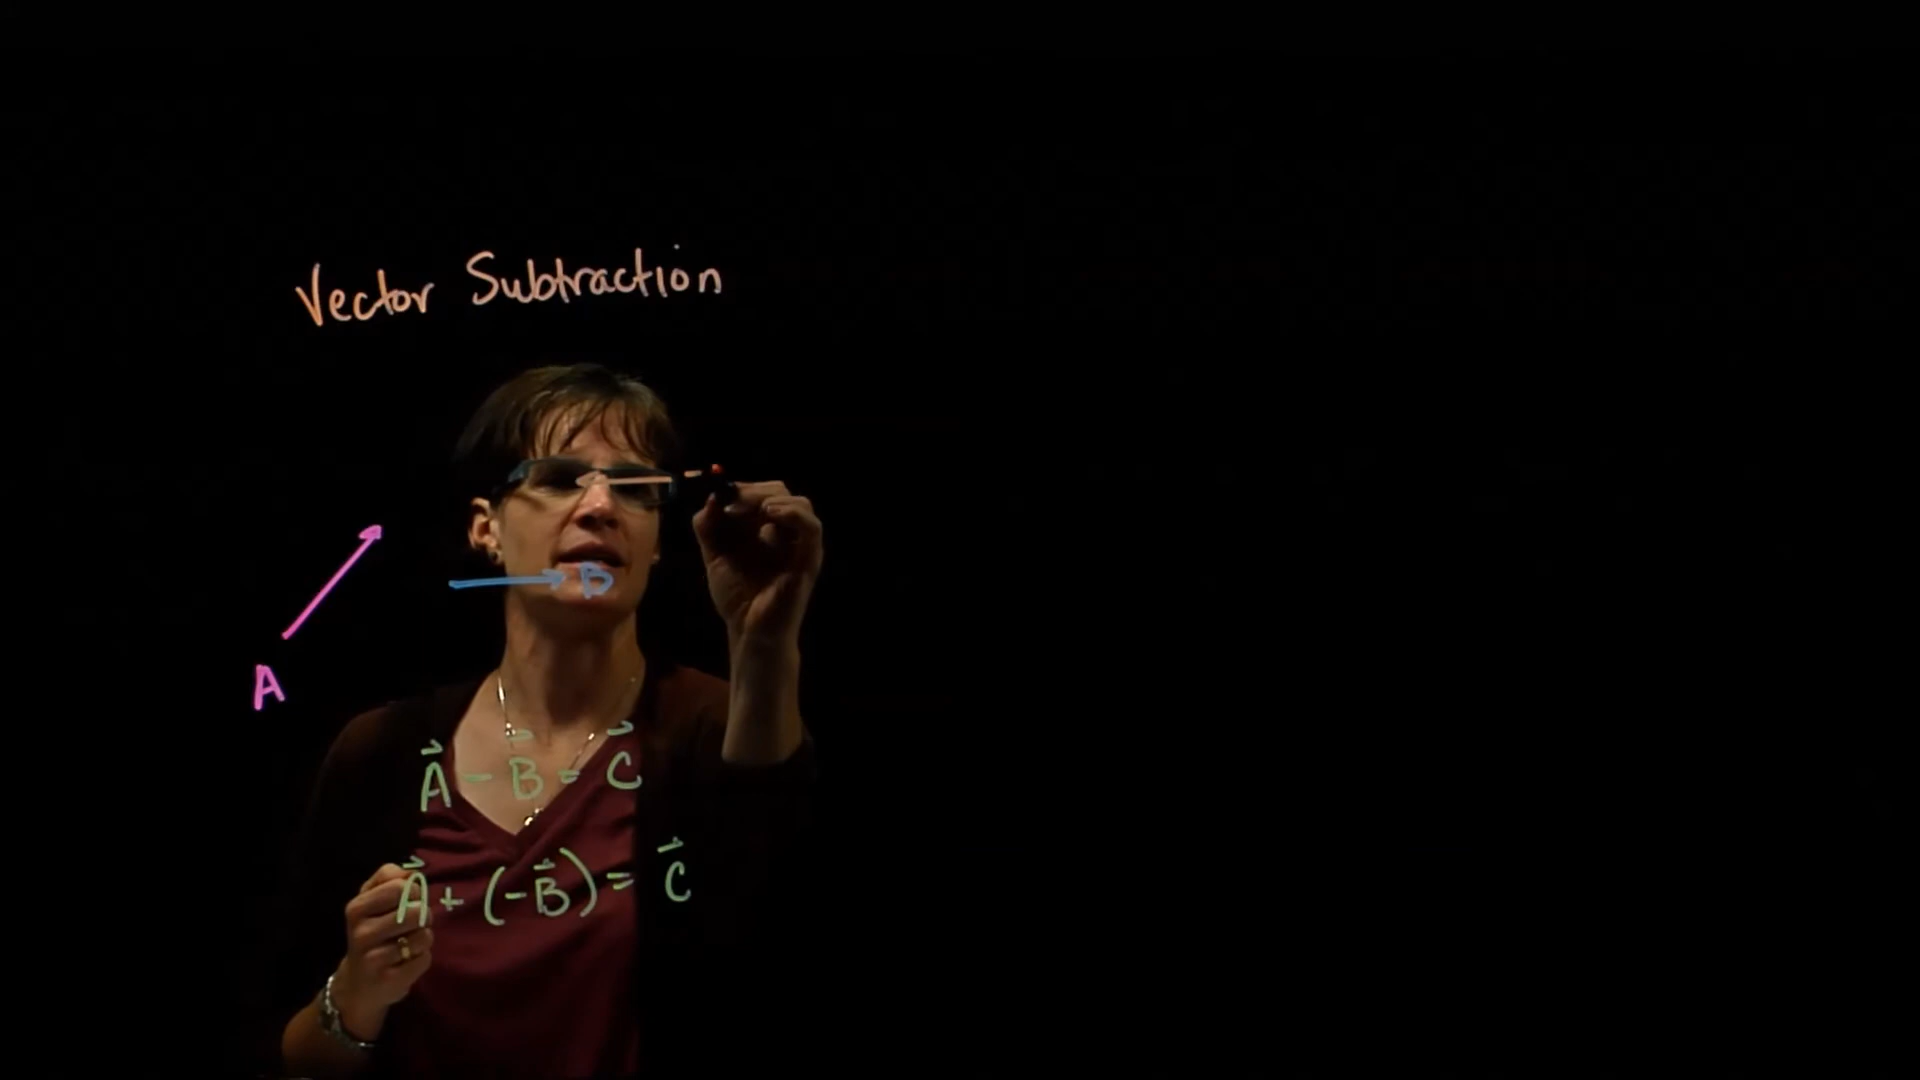 Vector Subtraction
-
B
A
A⃗ - B⃗ = C⃗
A⃗ + (-B⃗) = C⃗